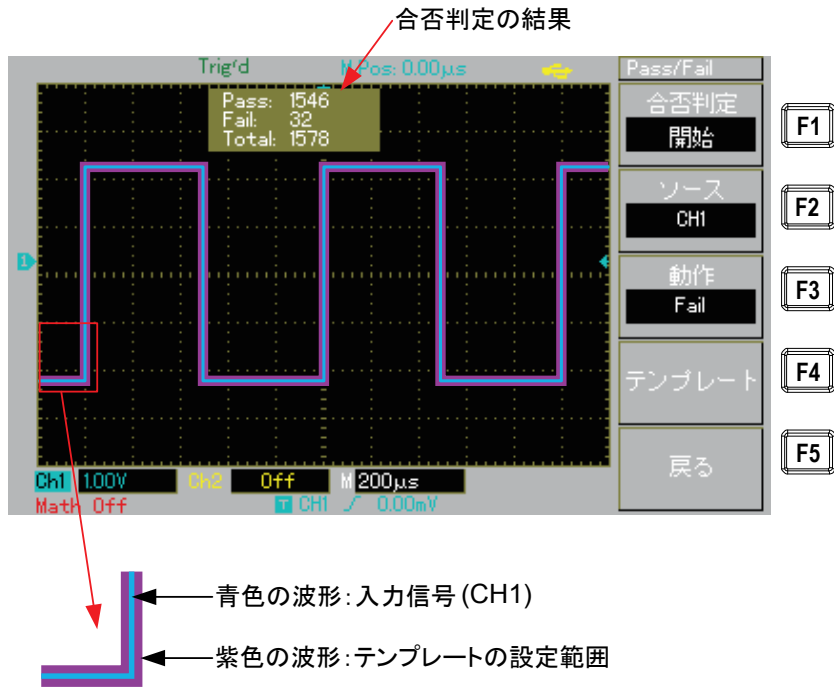 合否判定の結果
Trig'd M Pos: 0.00μs Pass/Fail
Pass: 1546
Fail: 32
Total: 1578
合否判定
開始
F1
ソース
CH1
F2
動作
Fail
F3
テンプレート
F4
戻る
F5
1
Ch1 1.00V Ch2 Off M 200μs
Math Off T CH1 0.00mV
青色の波形：入力信号 (CH1)
紫色の波形：テンプレートの設定範囲